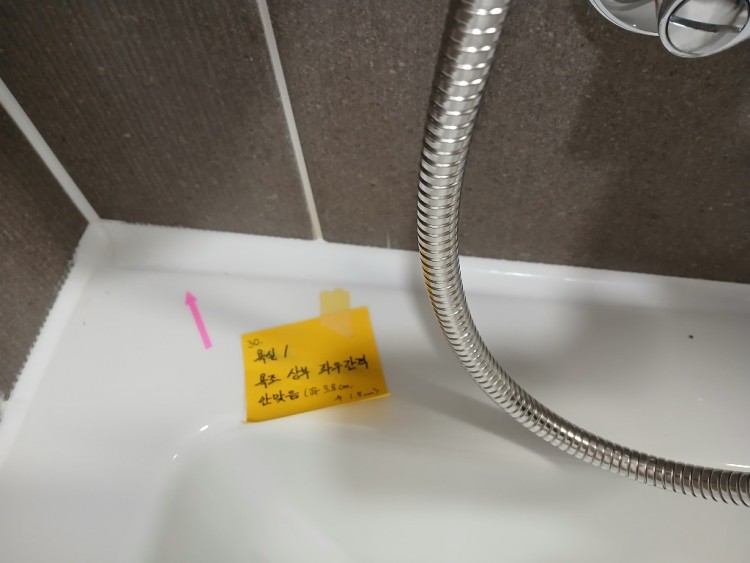 30.
욕실 1
욕조 상부 좌우간격
안맞음 (좌 3.8cm,